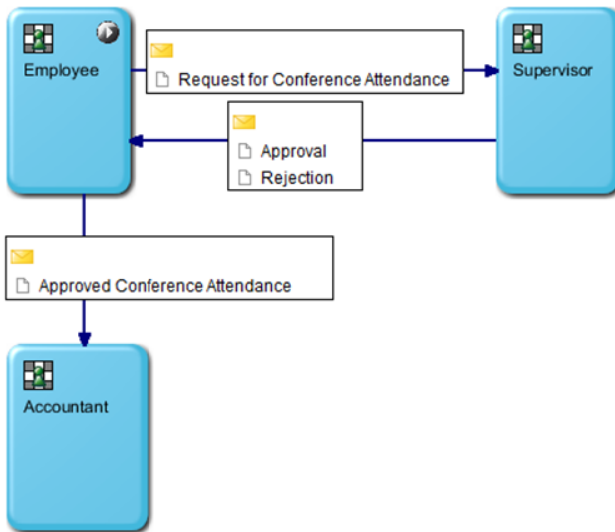 Employee
Request for Conference Attendance
Supervisor
Approval
Rejection
Approved Conference Attendance
Accountant